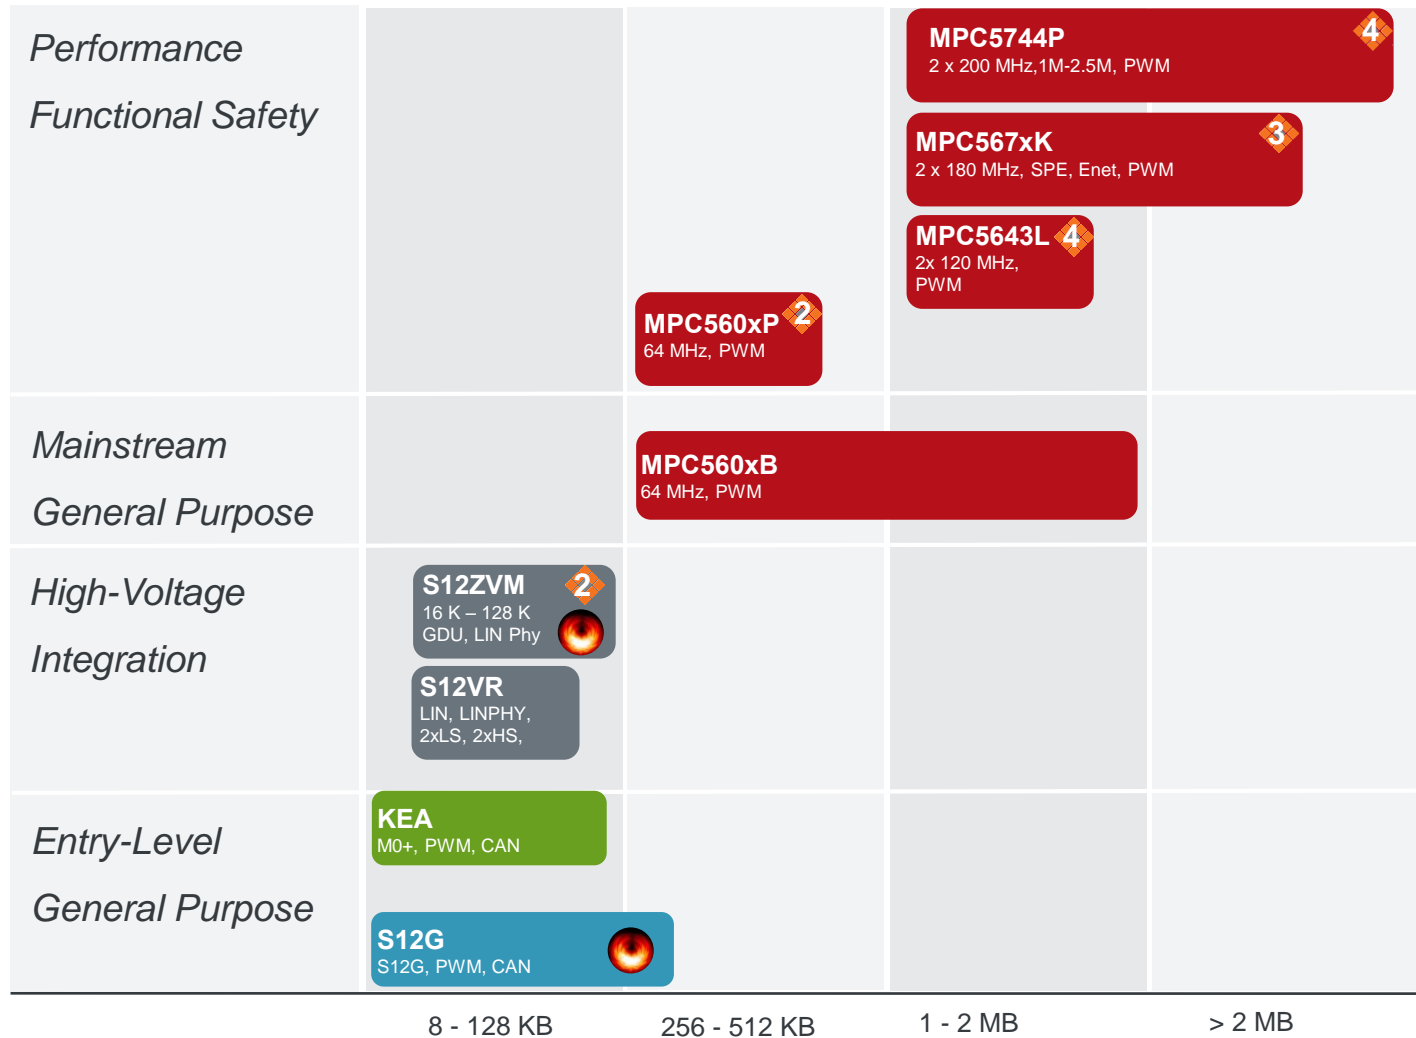 Performance
Functional Safety
MPC5744P
4
2 x 200 MHz,1M-2.5M, PWM
MPC567xK
3
2 x 180 MHz, SPE, Enet, PWM
MPC5643L
4
2x 120 MHz,
PWM
MPC560xP
2
64 MHz, PWM
Mainstream
General Purpose
MPC560xB
64 MHz, PWM
High-Voltage
Integration
S12ZVM
2
16 K – 128 K
GDU, LIN Phy
S12VR
LIN, LINPHY,
2xLS, 2xHS,
Entry-Level
General Purpose
KEA
M0+, PWM, CAN
S12G
S12G, PWM, CAN
8 - 128 KB
256 - 512 KB
1 - 2 MB
> 2 MB